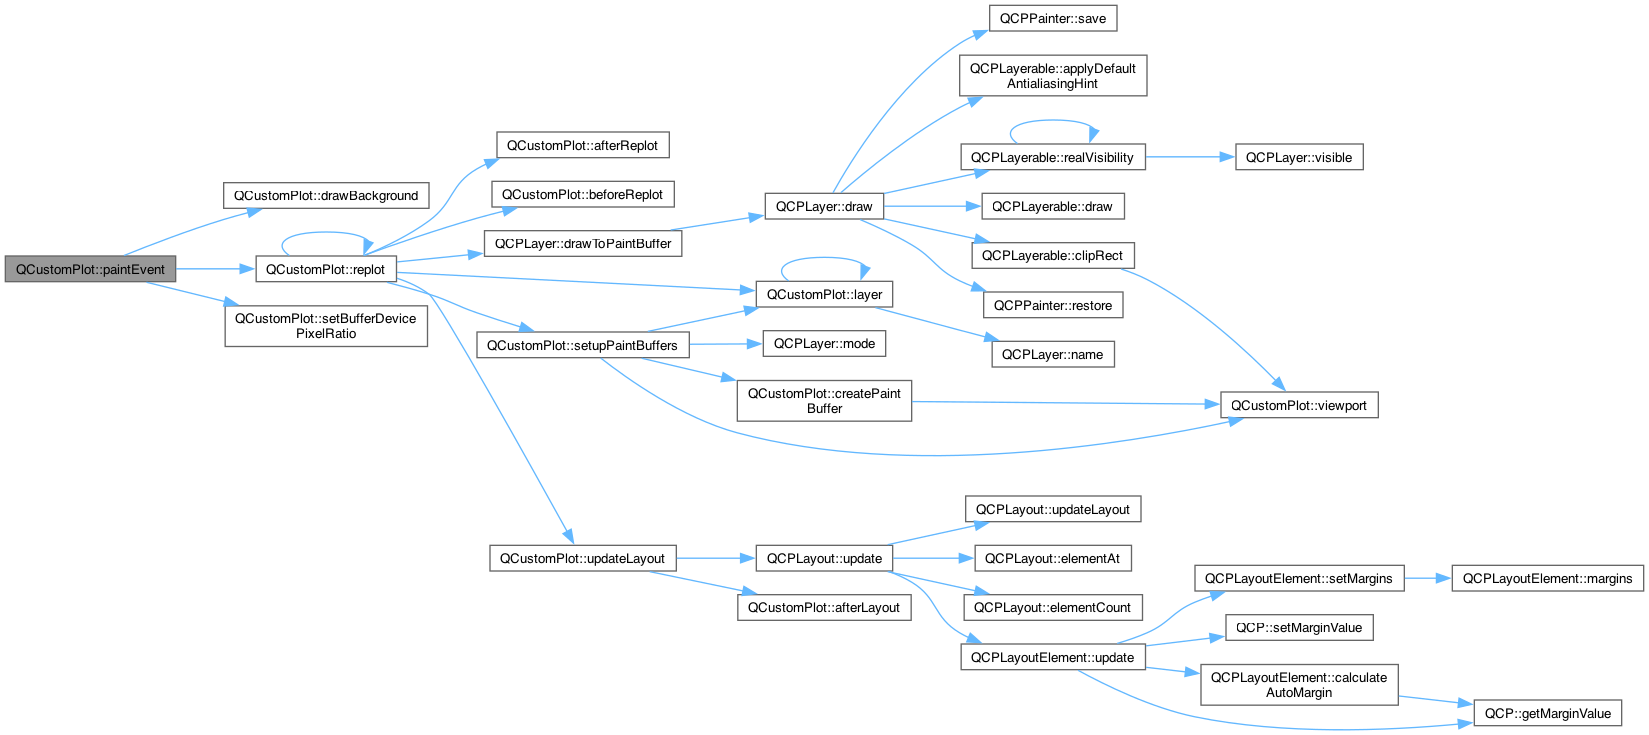 QCustomPlot::paintEvent
QCustomPlot::drawBackground
QCustomPlot::replot
QCustomPlot::setBufferDevice
PixelRatio
QCustomPlot::afterReplot
QCustomPlot::beforeReplot
QCPLayer::drawToPaintBuffer
QCustomPlot::setupPaintBuffers
QCustomPlot::updateLayout
QCPLayer::draw
QCustomPlot::layer
QCPLayer::mode
QCustomPlot::createPaint
Buffer
QCPLayout::update
QCustomPlot::afterLayout
QCPPainter::save
QCPLayerable::applyDefault
AntialiasingHint
QCPLayerable::realVisibility
QCPLayerable::draw
QCPLayerable::clipRect
QCPPainter::restore
QCPLayer::name
QCPLayout::updateLayout
QCPLayout::elementAt
QCPLayout::elementCount
QCPLayoutElement::update
QCPLayer::visible
QCustomPlot::viewport
QCPLayoutElement::setMargins
QCP::setMarginValue
QCPLayoutElement::calculate
AutoMargin
QCPLayoutElement::margins
QCP::getMarginValue